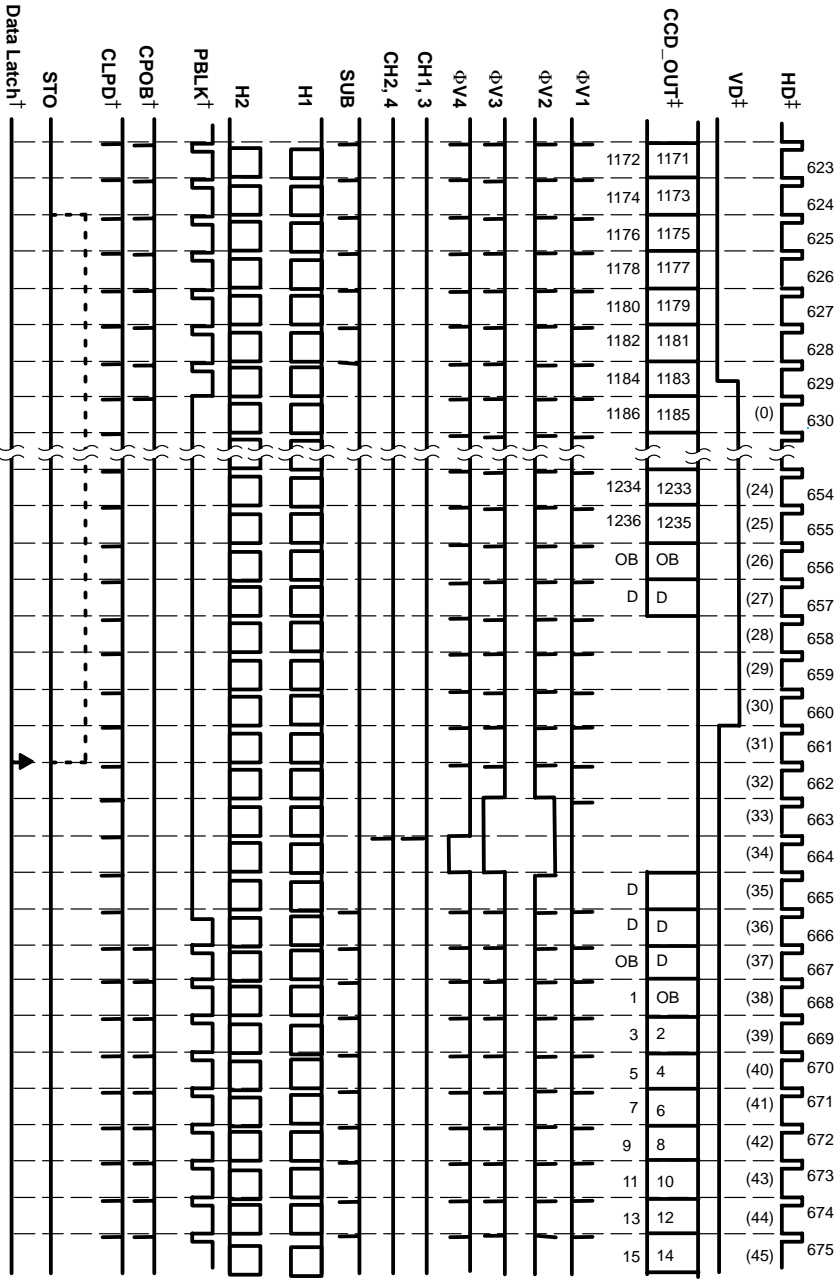 HD‡
VD‡
CCD_OUT‡
ΦV1
ΦV2
ΦV3
ΦV4
CH1, 3
CH2, 4
SUB
H1
H2
PBLK†
CPOB†
CLPD†
STO
Data Latch†
1172 1171 623
1174 1173 624
1176 1175 625
1178 1177 626
1180 1179 627
1182 1181 628
1184 1183 629
1186 1185 (0) 630
1234 1233 (24) 654
1236 1235 (25) 655
OB OB (26) 656
D D (27) 657
(28) 658
(29) 659
(30) 660
(31) 661
(32) 662
(33) 663
(34) 664
D (35) 665
D D (36) 666
OB D (37) 667
1 OB (38) 668
3 2 (39) 669
5 4 (40) 670
7 6 (41) 671
9 8 (42) 672
11 10 (43) 673
13 12 (44) 674
15 14 (45) 675